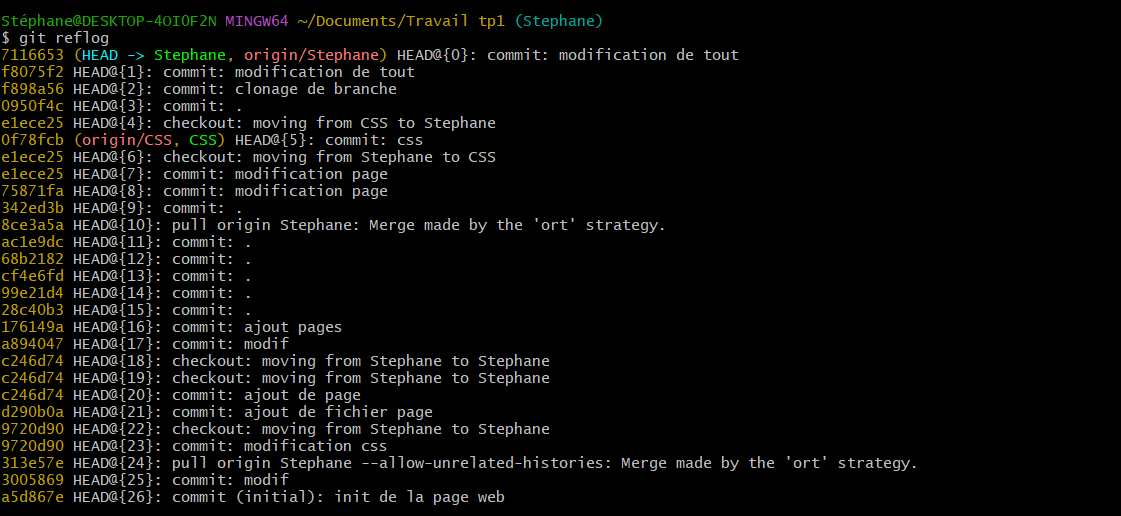 Stéphane@DESKTOP-4OI0F2N MINGW64 ~/Documents/Travail tp1 (Stephane)
$ git reflog
7116653 (HEAD -> Stephane, origin/Stephane) HEAD@{0}: commit: modification de tout
f8075f2 HEAD@{1}: commit: modification de tout
f898a56 HEAD@{2}: commit: clonage de branche
0950f4c HEAD@{3}: commit: .
e1ece25 HEAD@{4}: checkout: moving from CSS to Stephane
0f78fcb (origin/CSS, CSS) HEAD@{5}: commit: css
e1ece25 HEAD@{6}: checkout: moving from Stephane to CSS
e1ece25 HEAD@{7}: commit: modification page
75871fa HEAD@{8}: commit: modification page
342ed3b HEAD@{9}: commit: .
8ce3a5a HEAD@{10}: pull origin Stephane: Merge made by the 'ort' strategy.
ac1e9dc HEAD@{11}: commit: .
68b2182 HEAD@{12}: commit: .
cf4e6fd HEAD@{13}: commit: .
99e21d4 HEAD@{14}: commit: .
28c40b3 HEAD@{15}: commit: .
176149a HEAD@{16}: commit: ajout pages
a894047 HEAD@{17}: commit: modif
c246d74 HEAD@{18}: checkout: moving from Stephane to Stephane
c246d74 HEAD@{19}: checkout: moving from Stephane to Stephane
c246d74 HEAD@{20}: commit: ajout de page
d290b0a HEAD@{21}: commit: ajout de fichier page
9720d90 HEAD@{22}: checkout: moving from Stephane to Stephane
9720d90 HEAD@{23}: commit: modification css
313e57e HEAD@{24}: pull origin Stephane --allow-unrelated-histories: Merge made by the 'ort' strategy.
3005869 HEAD@{25}: commit: modif
a5d867e HEAD@{26}: commit (initial): init de la page web